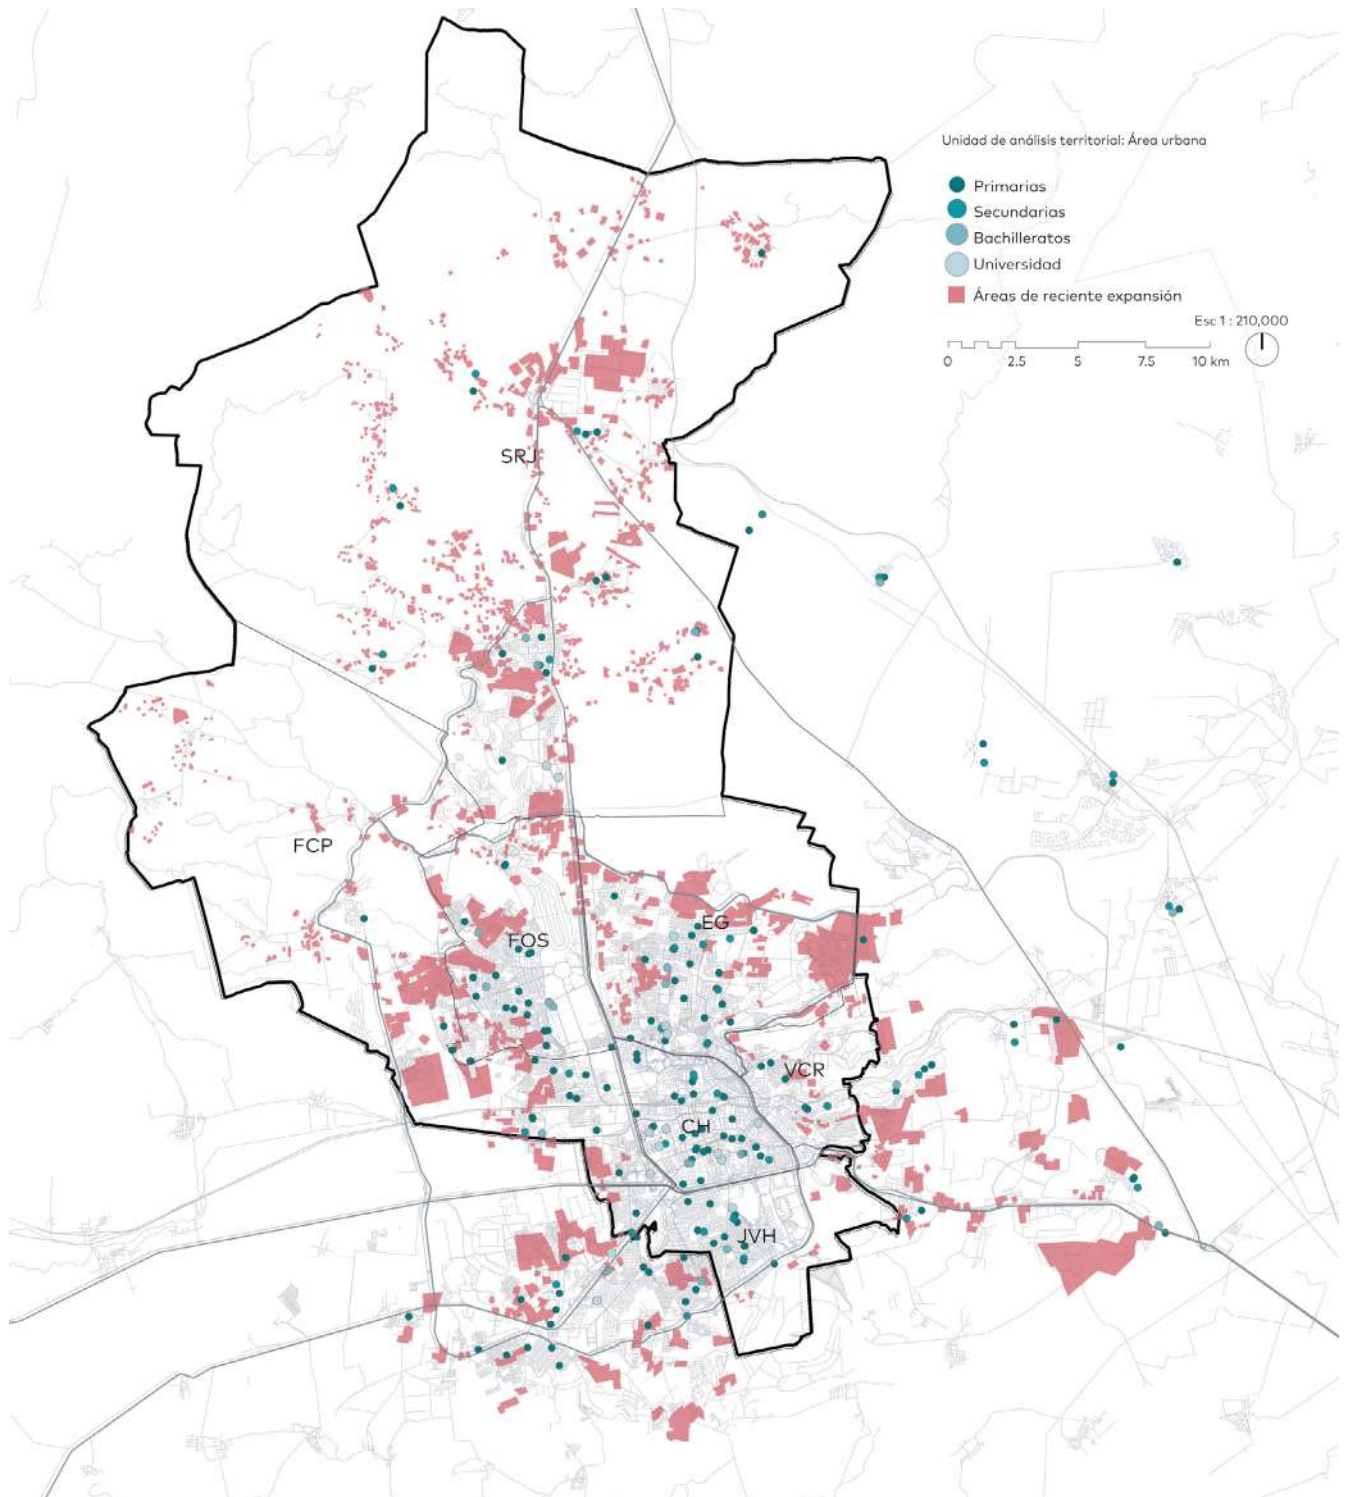 Unidad de análisis territorial: Área urbana
Primarias
Secundarias
Bachilleratos
Universidad
Áreas de reciente expansión
Esc 1 : 210,000
0 2.5 5 7.5 10 km
SRJ
FCP
EG
FOS
VCR
CH
JVH